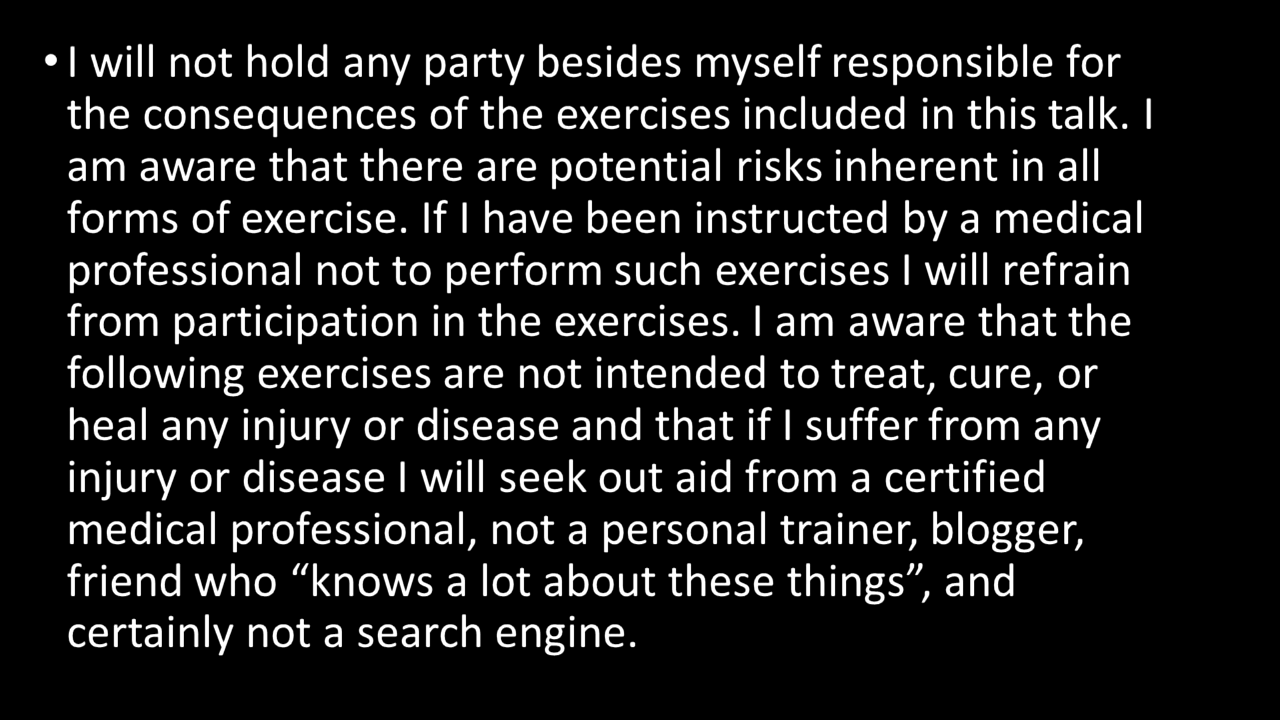 • I will not hold any party besides myself responsible for
the consequences of the exercises included in this talk. I
am aware that there are potential risks inherent in all
forms of exercise. If I have been instructed by a medical
professional not to perform such exercises I will refrain
from participation in the exercises. I am aware that the
following exercises are not intended to treat, cure, or
heal any injury or disease and that if I suffer from any
injury or disease I will seek out aid from a certified
medical professional, not a personal trainer, blogger,
friend who “knows a lot about these things”, and
certainly not a search engine.